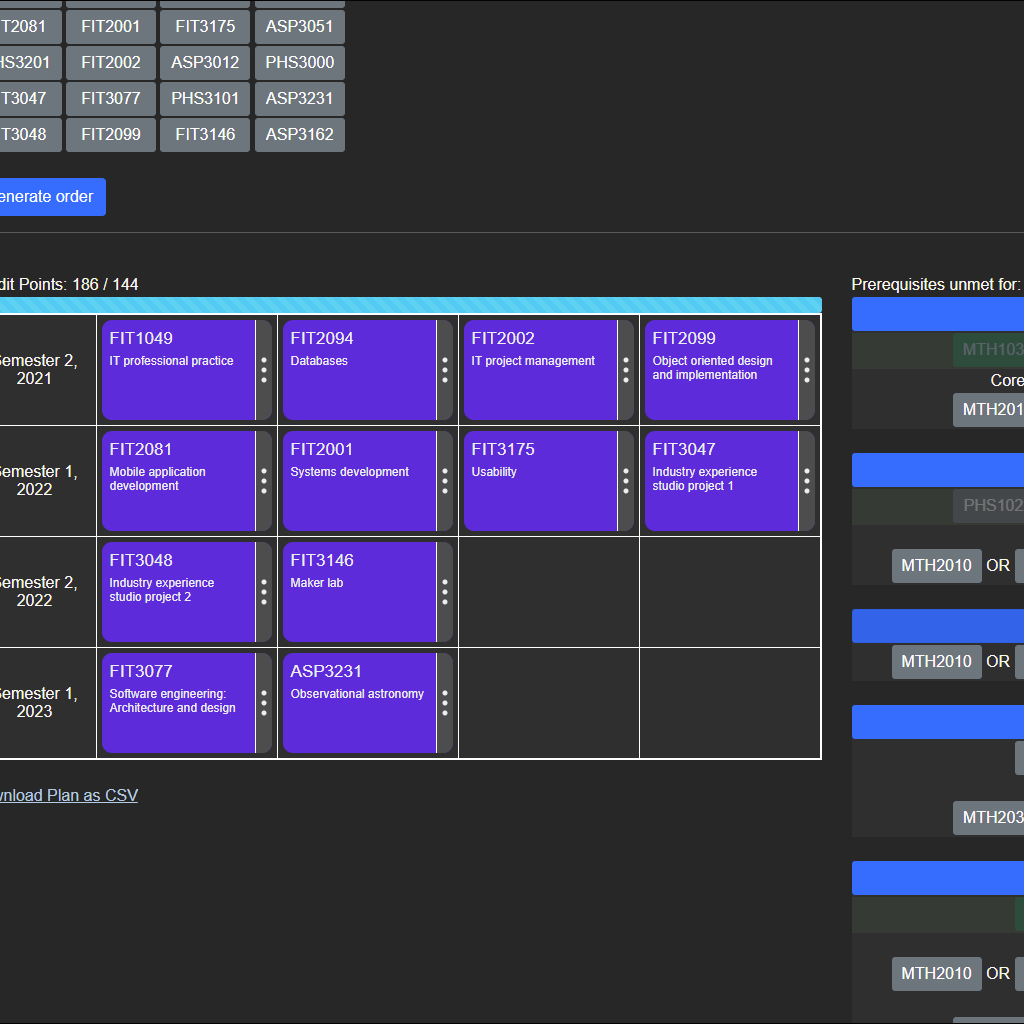 T2081 FIT2001 FIT3175 ASP3051
HS3201 FIT2002 ASP3012 PHS3000
T3047 FIT3077 PHS3101 ASP3231
T3048 FIT2099 FIT3146 ASP3162
enerate order
dit Points: 186 / 144
Prerequisites unmet for:
Semester 2,
2021
FIT1049
IT professional practice
FIT2094
Databases
FIT2002
IT project management
FIT2099
Object oriented design
and implementation
MTH103
Core
MTH201
Semester 1,
2022
FIT2081
Mobile application
development
FIT2001
Systems development
FIT3175
Usability
FIT3047
Industry experience
studio project 1
PHS102
MTH2010 OR
Semester 2,
2022
FIT3048
Industry experience
studio project 2
FIT3146
Maker lab
MTH2010 OR
Semester 1,
2023
FIT3077
Software engineering:
Architecture and design
ASP3231
Observational astronomy
MTH203
wnload Plan as CSV
MTH2010 OR